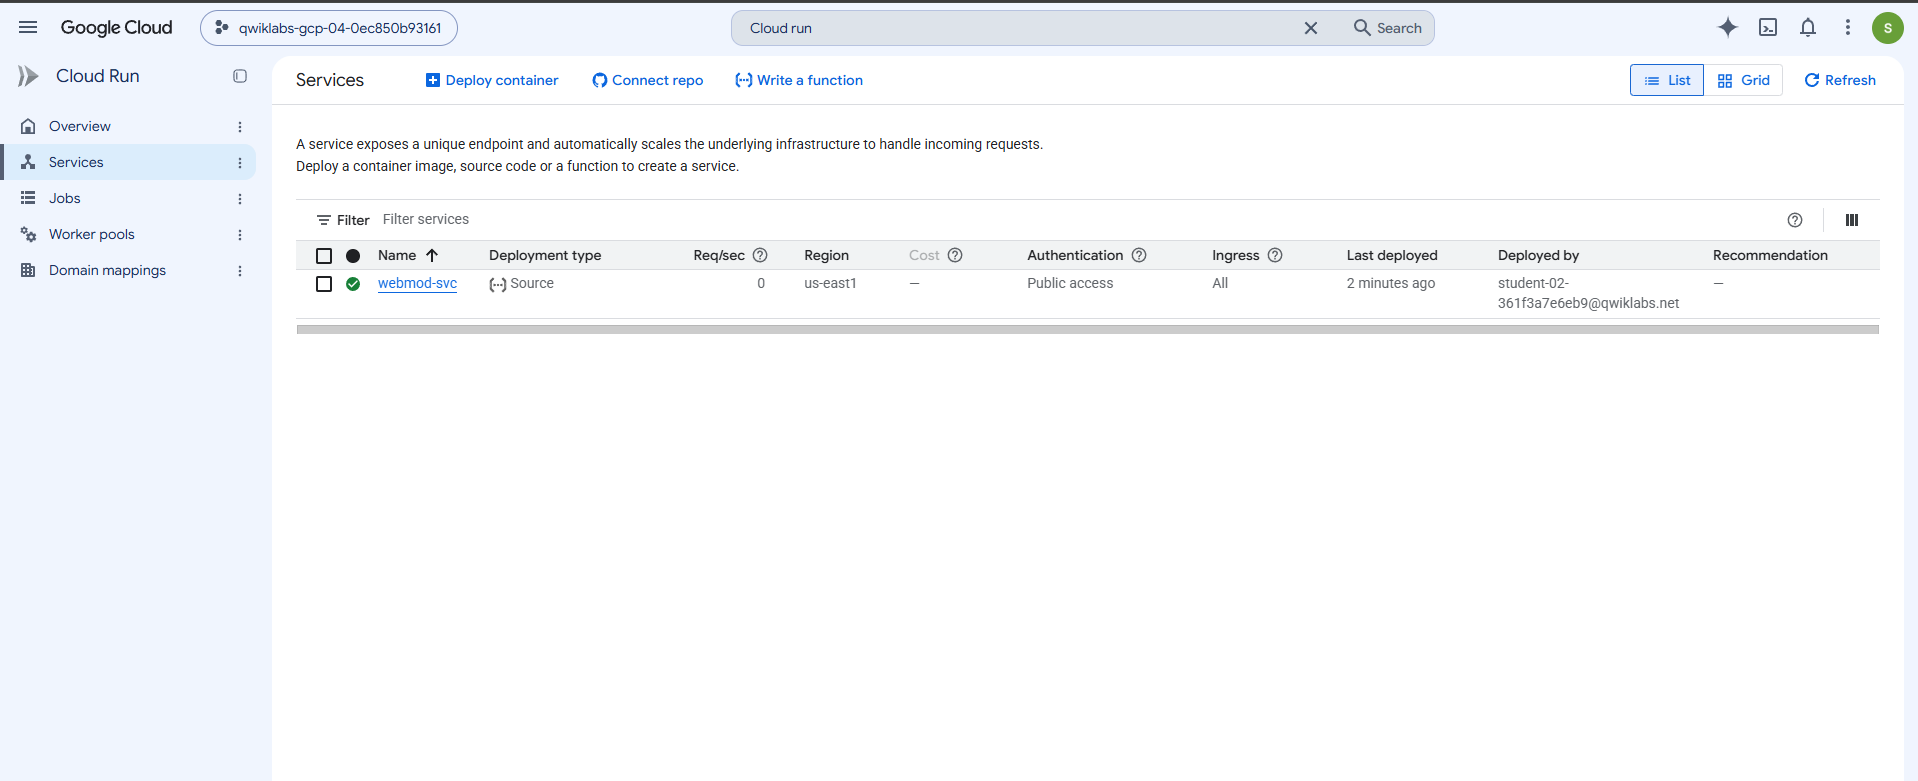 Google Cloud
qwiklabs-gcp-04-0ec850b93161
Cloud run
Search
S
Cloud Run
Overview
Services
Jobs
Worker pools
Domain mappings
Services
Deploy container
Connect repo
Write a function
List
Grid
Refresh
A service exposes a unique endpoint and automatically scales the underlying infrastructure to handle incoming requests.
Deploy a container image, source code or a function to create a service.
Filter Filter services
Name Deployment type Req/sec Region Cost Authentication Ingress Last deployed Deployed by Recommendation
webmod-svc Source 0 us-east1 — Public access All 2 minutes ago student-02- —
361f3a7e6eb9@qwiklabs.net